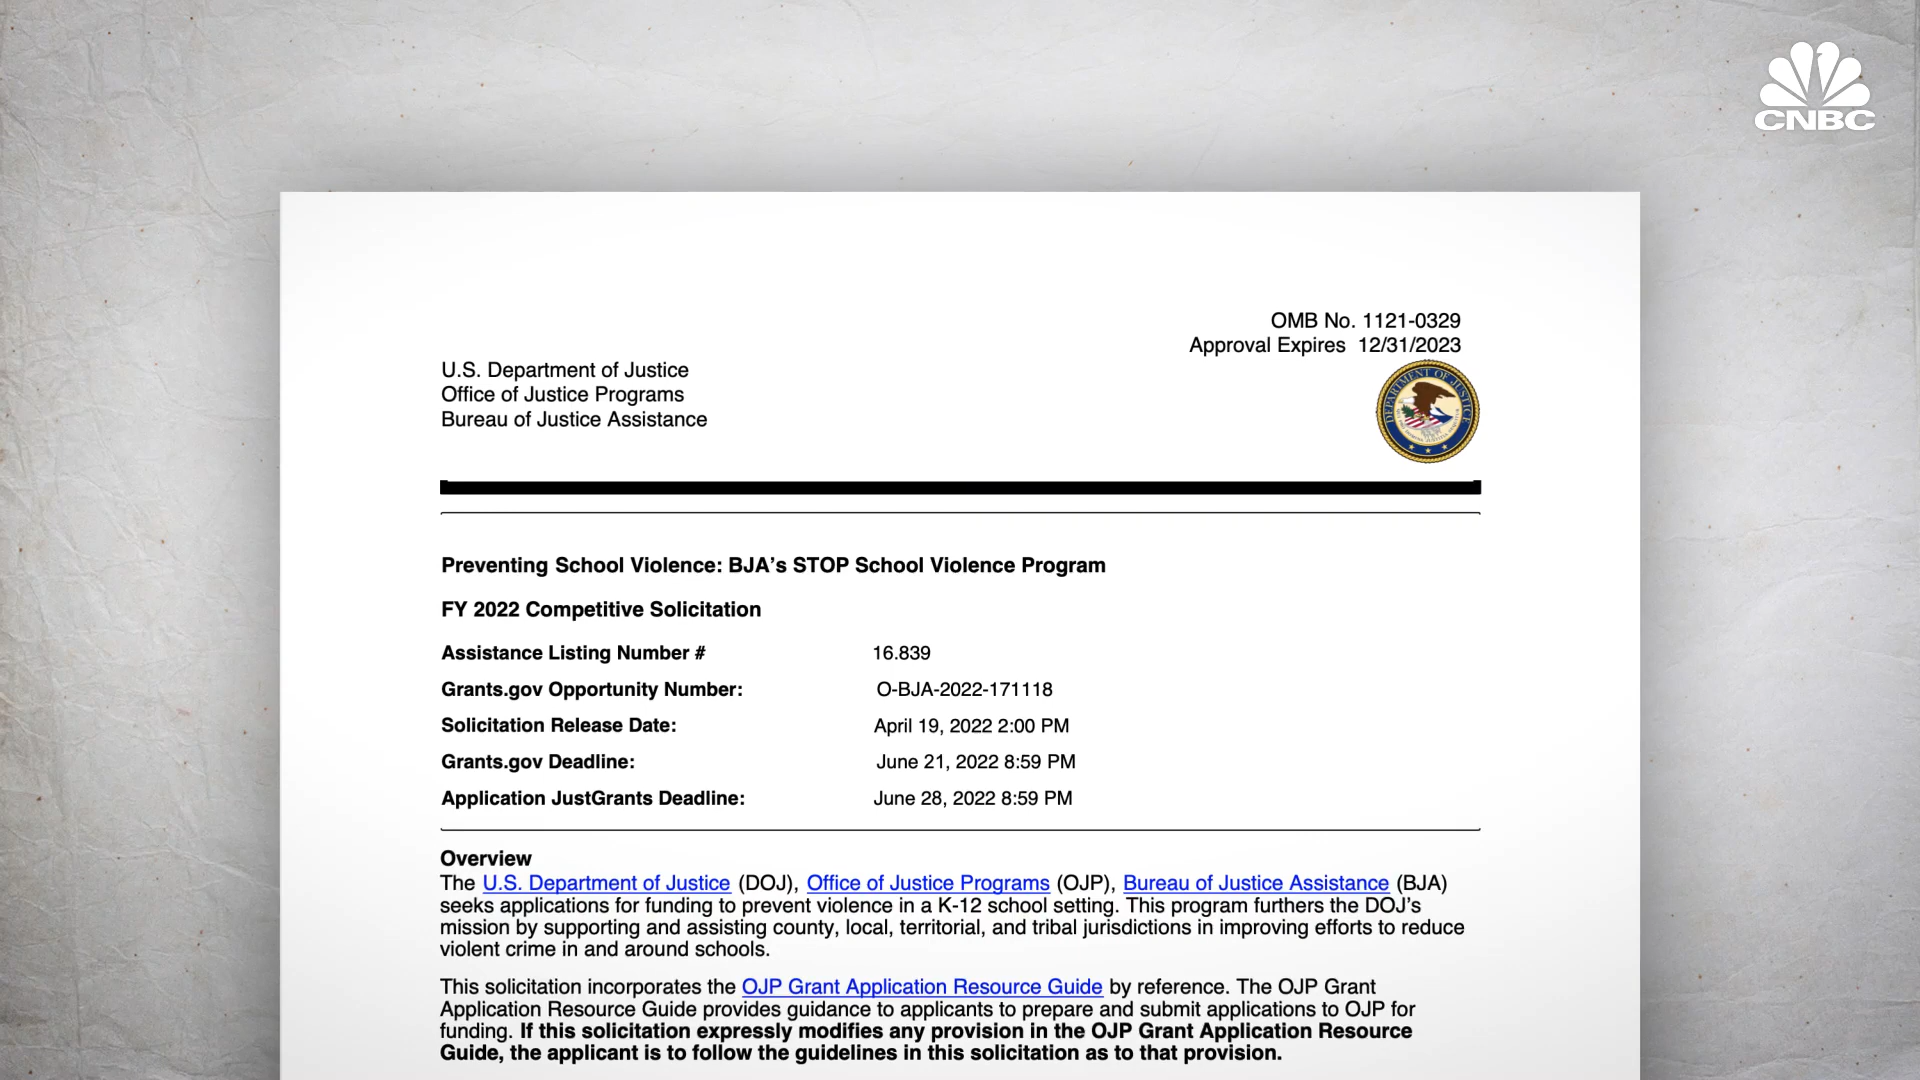 CNBC
OMB No. 1121-0329
Approval Expires 12/31/2023
U.S. Department of Justice
Office of Justice Programs
Bureau of Justice Assistance
DEPARTMENT OF JUSTICE
Preventing School Violence: BJA's STOP School Violence Program
FY 2022 Competitive Solicitation
Assistance Listing Number # 16.839
Grants.gov Opportunity Number: O-BJA-2022-171118
Solicitation Release Date: April 19, 2022 2:00 PM
Grants.gov Deadline: June 21, 2022 8:59 PM
Application JustGrants Deadline: June 28, 2022 8:59 PM
Overview
The U.S. Department of Justice (DOJ), Office of Justice Programs (OJP), Bureau of Justice Assistance (BJA)
seeks applications for funding to prevent violence in a K-12 school setting. This program furthers the DOJ's
mission by supporting and assisting county, local, territorial, and tribal jurisdictions in improving efforts to reduce
violent crime in and around schools.
This solicitation incorporates the OJP Grant Application Resource Guide by reference. The OJP Grant
Application Resource Guide provides guidance to applicants to prepare and submit applications to OJP for
funding. If this solicitation expressly modifies any provision in the OJP Grant Application Resource
Guide, the applicant is to follow the guidelines in this solicitation as to that provision.